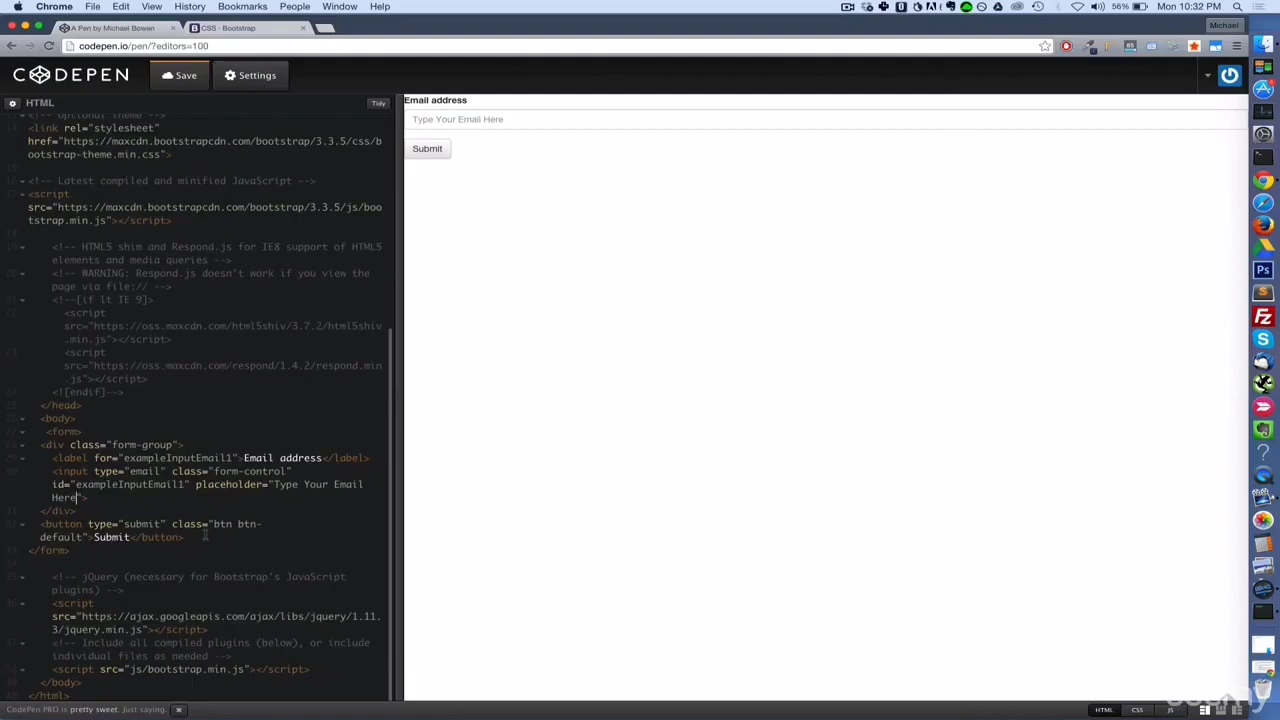 Chrome File Edit View History Bookmarks People Window Help 56% Mon 10:32 PM
A Pen by Michael Bowen × CSS · Bootstrap × Michael
codepen.io/pen/?editors=100
CODEPEN Save Settings
HTML Tidy
<!-- Optional theme -->
<link rel="stylesheet"
href="https://maxcdn.bootstrapcdn.com/bootstrap/3.3.5/css/b
ootstrap-theme.min.css">
<!-- Latest compiled and minified JavaScript -->
<script
src="https://maxcdn.bootstrapcdn.com/bootstrap/3.3.5/js/boo
tstrap.min.js"></script>
<!-- HTML5 shim and Respond.js for IE8 support of HTML5
elements and media queries -->
<!-- WARNING: Respond.js doesn't work if you view the
page via file:// -->
<!--[if lt IE 9]>
<script
src="https://oss.maxcdn.com/html5shiv/3.7.2/html5shiv
.min.js"></script>
<script
src="https://oss.maxcdn.com/respond/1.4.2/respond.min
.js"></script>
<![endif]-->
</head>
<body>
<form>
<div class="form-group">
<label for="exampleInputEmail1">Email address</label>
<input type="email" class="form-control"
id="exampleInputEmail1" placeholder="Type Your Email
Here">
</div>
<button type="submit" class="btn btn-
default">Submit</button>
</form>
<!-- jQuery (necessary for Bootstrap's JavaScript
plugins) -->
<script
src="https://ajax.googleapis.com/ajax/libs/jquery/1.11.
3/jquery.min.js"></script>
<!-- Include all compiled plugins (below), or include
individual files as needed -->
<script src="js/bootstrap.min.js"></script>
</body>
</html>
Email address
Type Your Email Here
Submit
CodePen PRO is pretty sweet. Just saying. × HTML CSS JS
udemy